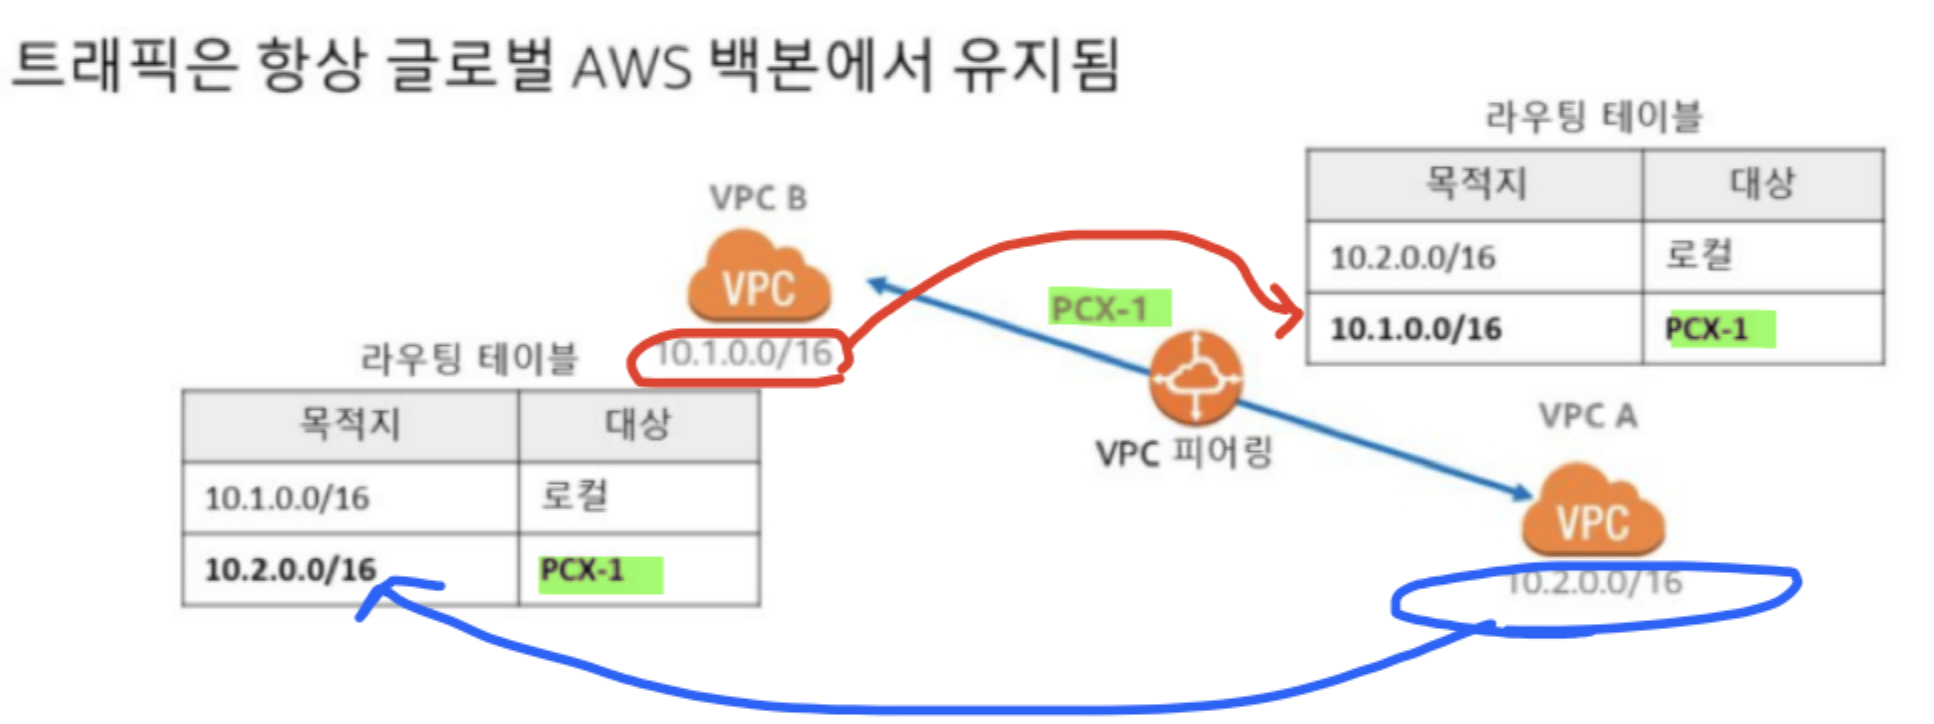 트래픽은 항상 글로벌 AWS 백본에서 유지됨
라우팅 테이블
목적지 대상
10.2.0.0/16 로컬
10.1.0.0/16 PCX-1
VPC B
VPC
10.1.0.0/16
PCX-1
VPC 피어링
라우팅 테이블
목적지 대상
10.1.0.0/16 로컬
10.2.0.0/16 PCX-1
VPC A
VPC
10.2.0.0/16